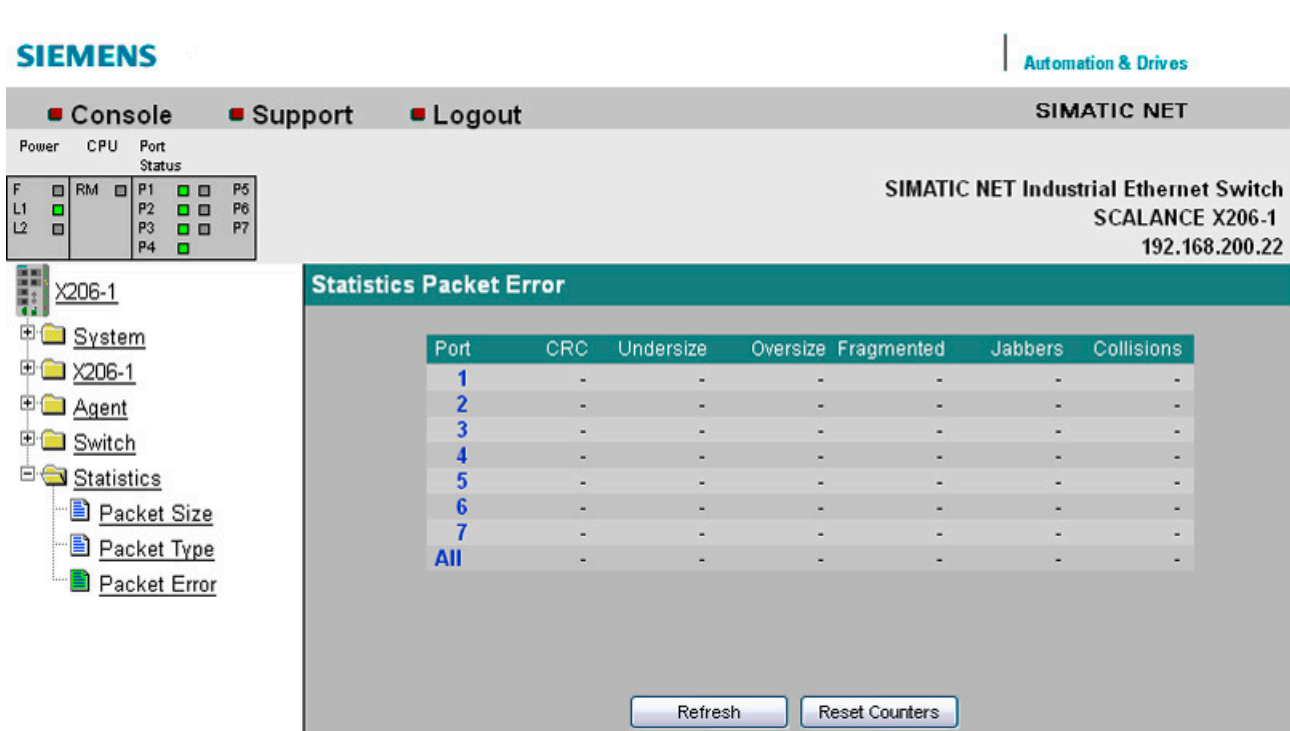 SIEMENS
Automation & Drives
Console Support Logout SIMATIC NET
Power CPU Port Status
F RM P1 P5
L1 P2 P6
L2 P3 P7
P4
SIMATIC NET Industrial Ethernet Switch
SCALANCE X206-1
192.168.200.22
X206-1
System
X206-1
Agent
Switch
Statistics
Packet Size
Packet Type
Packet Error
Statistics Packet Error
Port CRC Undersize Oversize Fragmented Jabbers Collisions
1 - - - - - -
2 - - - - - -
3 - - - - - -
4 - - - - - -
5 - - - - - -
6 - - - - - -
7 - - - - - -
All - - - - - -
Refresh Reset Counters